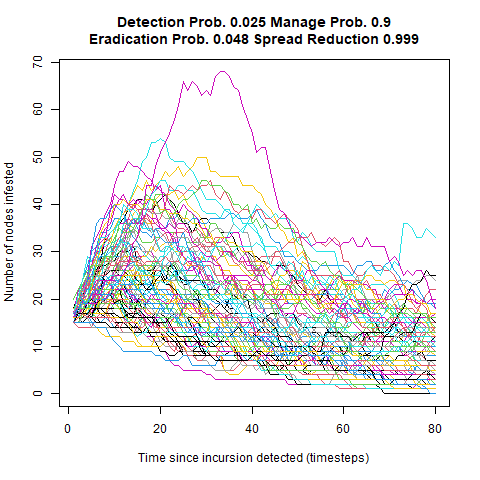 Detection Prob. 0.025 Manage Prob. 0.9
Eradication Prob. 0.048 Spread Reduction 0.999
Number of nodes infested
70
60
50
40
30
20
10
0
0 20 40 60 80
Time since incursion detected (timesteps)